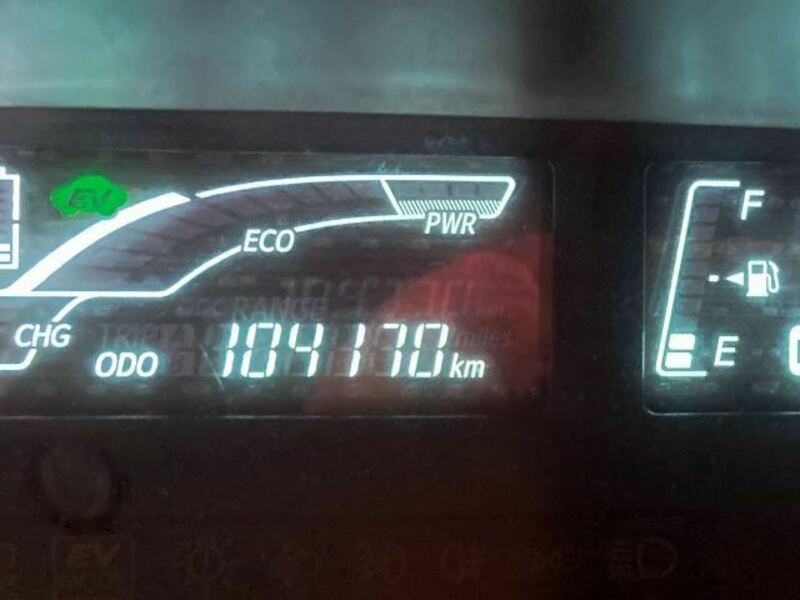 EV
F
PWR
ECO
CHG
E
ODO 104170 km